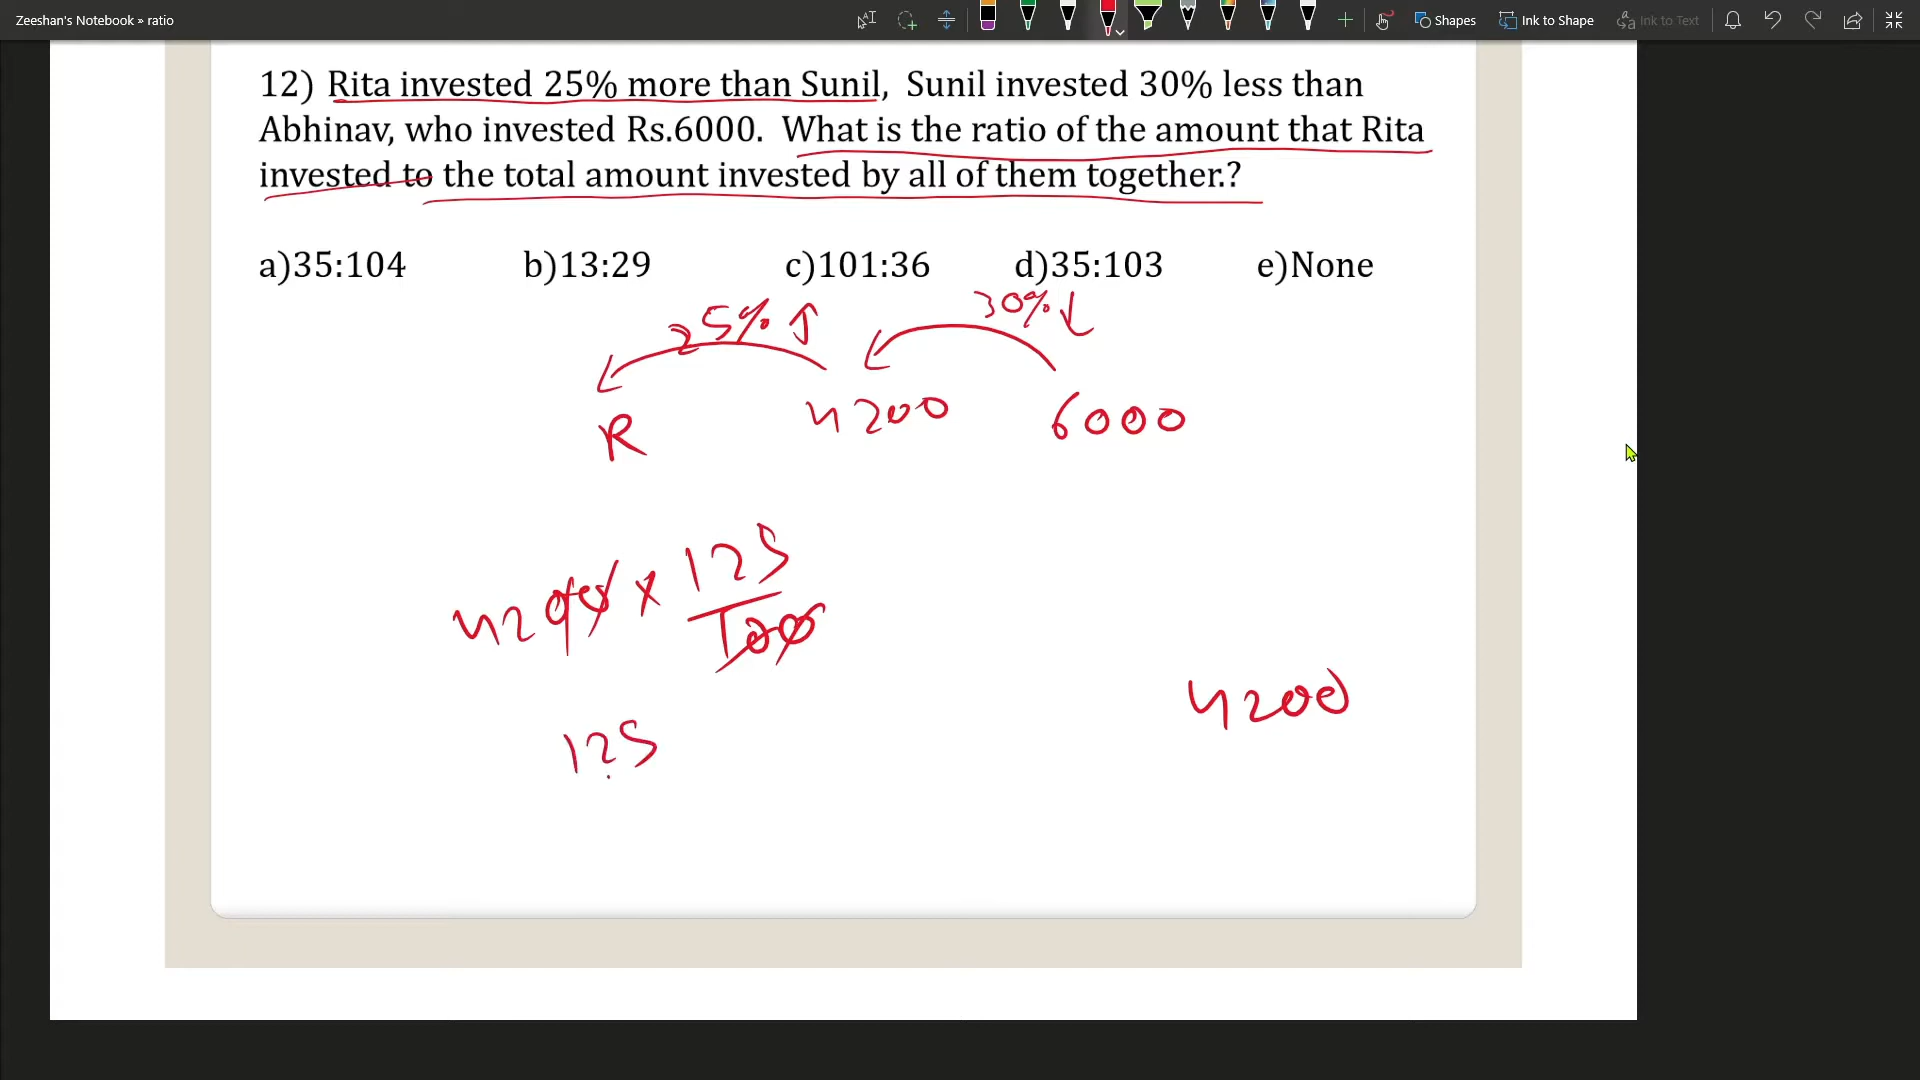 Zeeshan's Notebook » ratio
Shapes
Ink to Shape
Ink to Text
12) Rita invested 25% more than Sunil, Sunil invested 30% less than
Abhinav, who invested Rs.6000. What is the ratio of the amount that Rita
invested to the total amount invested by all of them together.?
a)35:104 b)13:29 c)101:36 d)35:103 e)None
25% ↑ 30% ↓
R 4200 6000
4200 x 125
100
4200
125